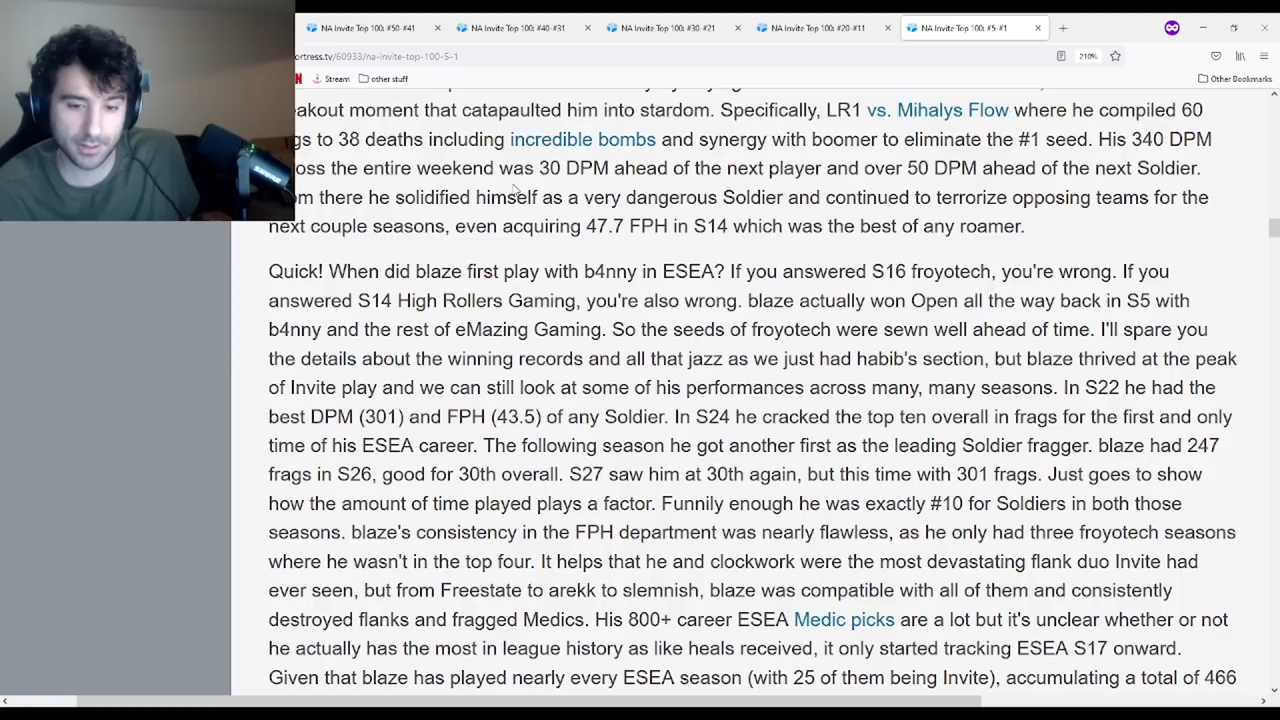 NA Invite Top 100: #50-#41
NA Invite Top 100: #40-#31
NA Invite Top 100: #30-#21
NA Invite Top 100: #20-#11
NA Invite Top 100: #5-#1
ortress.tv/60933/na-invite-top-100-5-1
210%
Stream
other stuff
Other Bookmarks
eakout moment that catapaulted him into stardom. Specifically, LR1 vs. Mihalys Flow where he compiled 60
gs to 38 deaths including incredible bombs and synergy with boomer to eliminate the #1 seed. His 340 DPM
oss the entire weekend was 30 DPM ahead of the next player and over 50 DPM ahead of the next Soldier.
om there he solidified himself as a very dangerous Soldier and continued to terrorize opposing teams for the
next couple seasons, even acquiring 47.7 FPH in S14 which was the best of any roamer.
Quick! When did blaze first play with b4nny in ESEA? If you answered S16 froyotech, you're wrong. If you
answered S14 High Rollers Gaming, you're also wrong. blaze actually won Open all the way back in S5 with
b4nny and the rest of eMazing Gaming. So the seeds of froyotech were sewn well ahead of time. I'll spare you
the details about the winning records and all that jazz as we just had habib's section, but blaze thrived at the peak
of Invite play and we can still look at some of his performances across many, many seasons. In S22 he had the
best DPM (301) and FPH (43.5) of any Soldier. In S24 he cracked the top ten overall in frags for the first and only
time of his ESEA career. The following season he got another first as the leading Soldier fragger. blaze had 247
frags in S26, good for 30th overall. S27 saw him at 30th again, but this time with 301 frags. Just goes to show
how the amount of time played plays a factor. Funnily enough he was exactly #10 for Soldiers in both those
seasons. blaze's consistency in the FPH department was nearly flawless, as he only had three froyotech seasons
where he wasn't in the top four. It helps that he and clockwork were the most devastating flank duo Invite had
ever seen, but from Freestate to arekk to slemnish, blaze was compatible with all of them and consistently
destroyed flanks and fragged Medics. His 800+ career ESEA Medic picks are a lot but it's unclear whether or not
he actually has the most in league history as like heals received, it only started tracking ESEA S17 onward.
Given that blaze has played nearly every ESEA season (with 25 of them being Invite), accumulating a total of 466